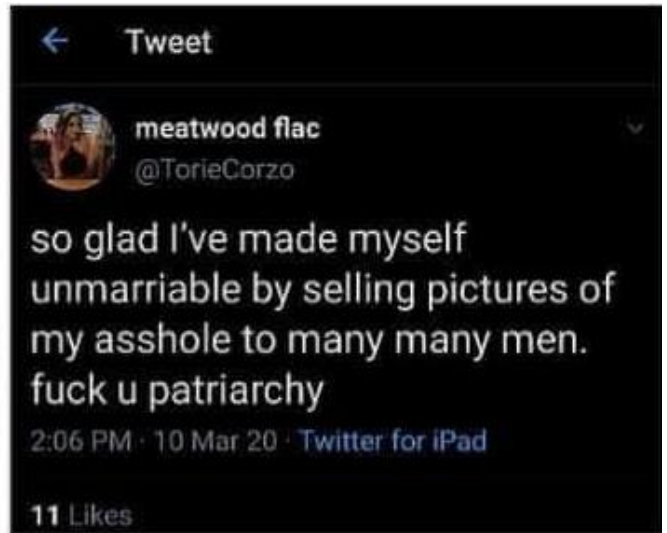 Tweet
meatwood flac
@TorieCorzo
so glad I've made myself
unmarriable by selling pictures of
my asshole to many many men.
fuck u patriarchy
2:06 PM · 10 Mar 20 · Twitter for iPad
11 Likes